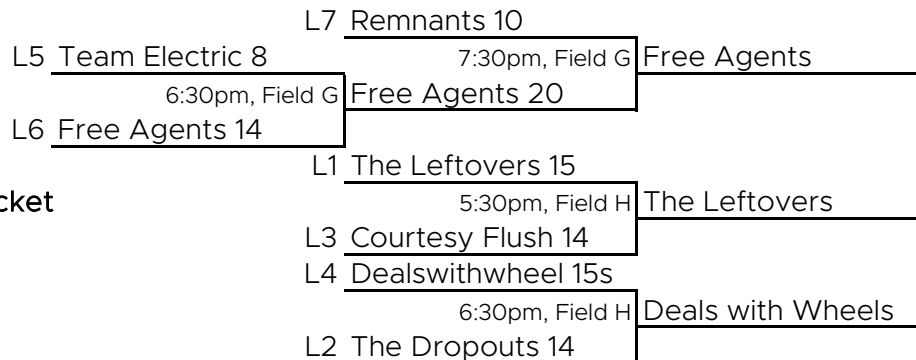 L7 Remnants 10
L5 Team Electric 8
7:30pm, Field G
Free Agents
6:30pm, Field G
Free Agents 20
L6 Free Agents 14
L1 The Leftovers 15
cket
5:30pm, Field H
The Leftovers
L3 Courtesy Flush 14
L4 Dealswithwheel 15s
6:30pm, Field H
Deals with Wheels
L2 The Dropouts 14